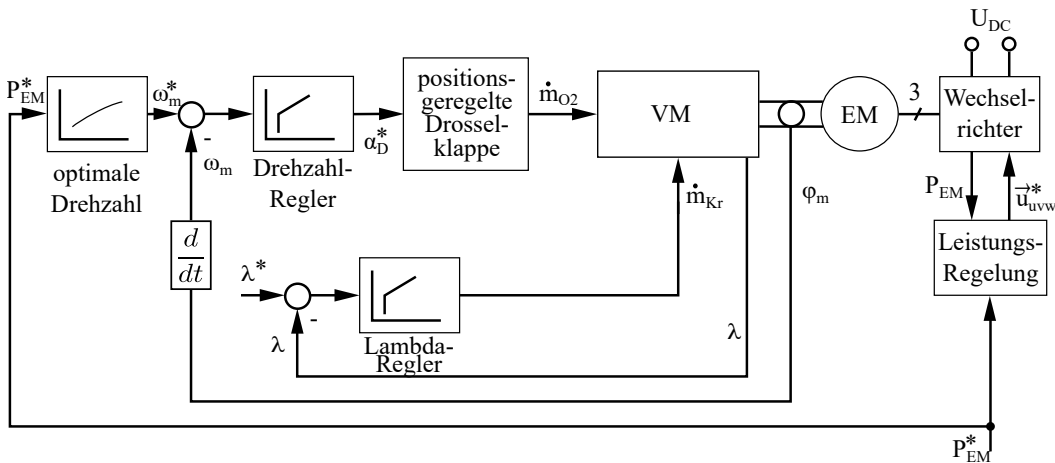 U_DC
P*_EM
ω*_m
-
ω_m
optimale
Drehzahl
Drehzahl-
Regler
α*_D
positions-
geregelte
Drossel-
klappe
ṁ_O2
VM
EM
3
Wechsel-
richter
P_EM
u⃗*_uvw
Leistungs-
Regelung
ṁ_Kr
φ_m
d
dt
λ*
-
λ
Lambda-
Regler
λ
P*_EM